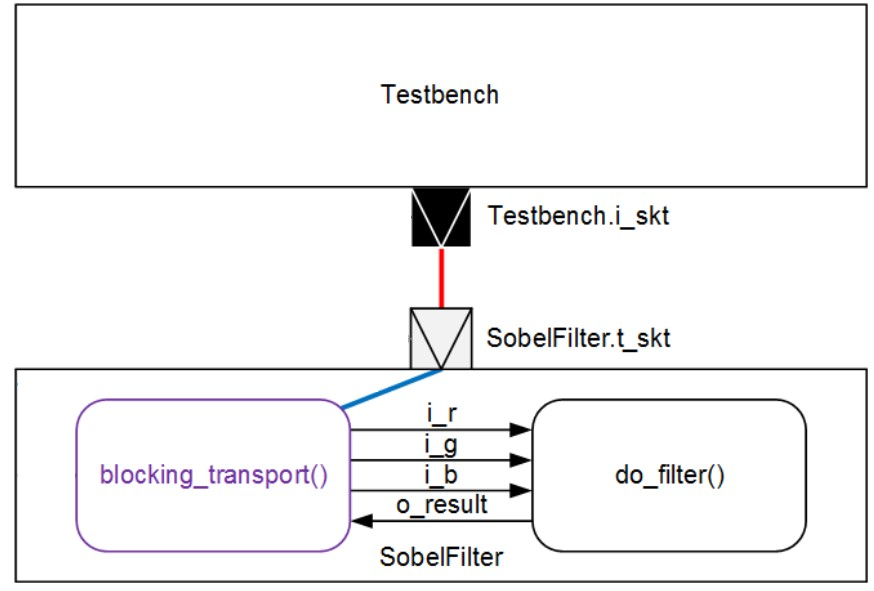 Testbench
Testbench.i_skt
SobelFilter.t_skt
i_r
i_g
i_b
o_result
blocking_transport()
do_filter()
SobelFilter